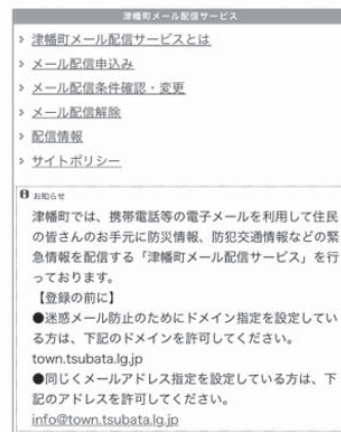 津幡町メール配信サービス
津幡町メール配信サービスとは
メール配信申込み
メール配信条件確認・変更
メール配信解除
配信情報
サイトポリシー
お知らせ
津幡町では、携帯電話等の電子メールを利用して住民
の皆さんのお手元に防災情報、防犯交通情報などの緊
急情報を配信する「津幡町メール配信サービス」を行
っております。
【登録の前に】
●迷惑メール防止のためにドメイン指定を設定してい
る方は、下記のドメインを許可してください。
town.tsubata.lg.jp
●同じくメールアドレス指定を設定している方は、下
記のアドレスを許可してください。
info@town.tsubata.lg.jp